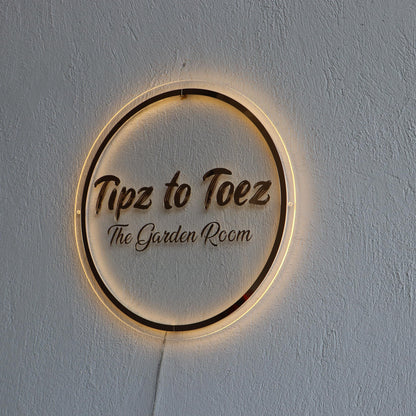 Tipz to Toez
The Garden Room